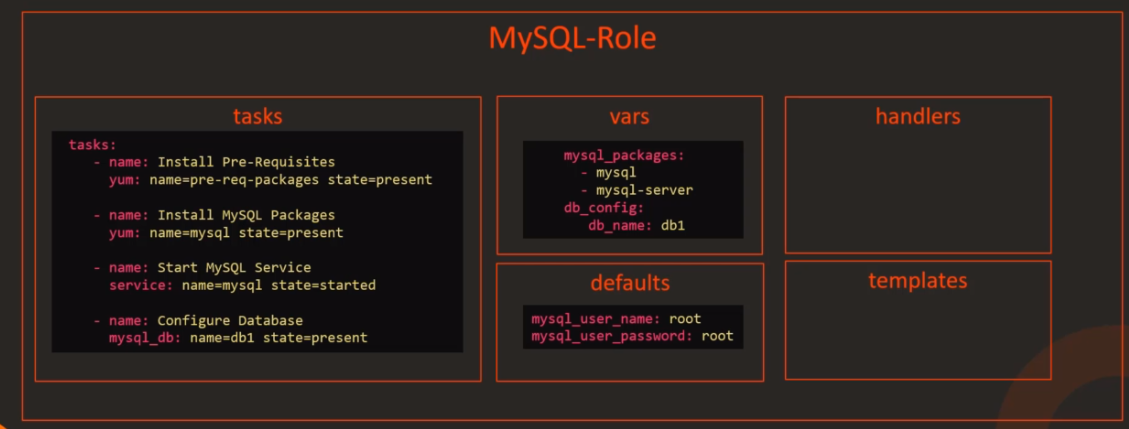 MySQL-Role
tasks
tasks:
- name: Install Pre-Requisites
yum: name=pre-req-packages state=present
- name: Install MySQL Packages
yum: name=mysql state=present
- name: Start MySQL Service
service: name=mysql state=started
- name: Configure Database
mysql_db: name=db1 state=present
vars
mysql_packages:
- mysql
- mysql-server
db_config:
db_name: db1
defaults
mysql_user_name: root
mysql_user_password: root
handlers
templates